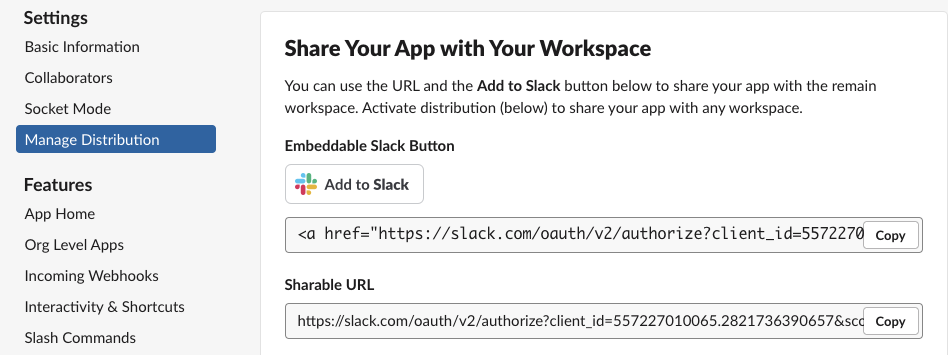 Settings
Basic Information
Collaborators
Socket Mode
Manage Distribution
Features
App Home
Org Level Apps
Incoming Webhooks
Interactivity & Shortcuts
Slash Commands
Share Your App with Your Workspace
You can use the URL and the Add to Slack button below to share your app with the remain
workspace. Activate distribution (below) to share your app with any workspace.
Embeddable Slack Button
Add to Slack
<a href="https://slack.com/oauth/v2/authorize?client_id=5572270
Copy
Sharable URL
https://slack.com/oauth/v2/authorize?client_id=557227010065.2821736390657&sco
Copy